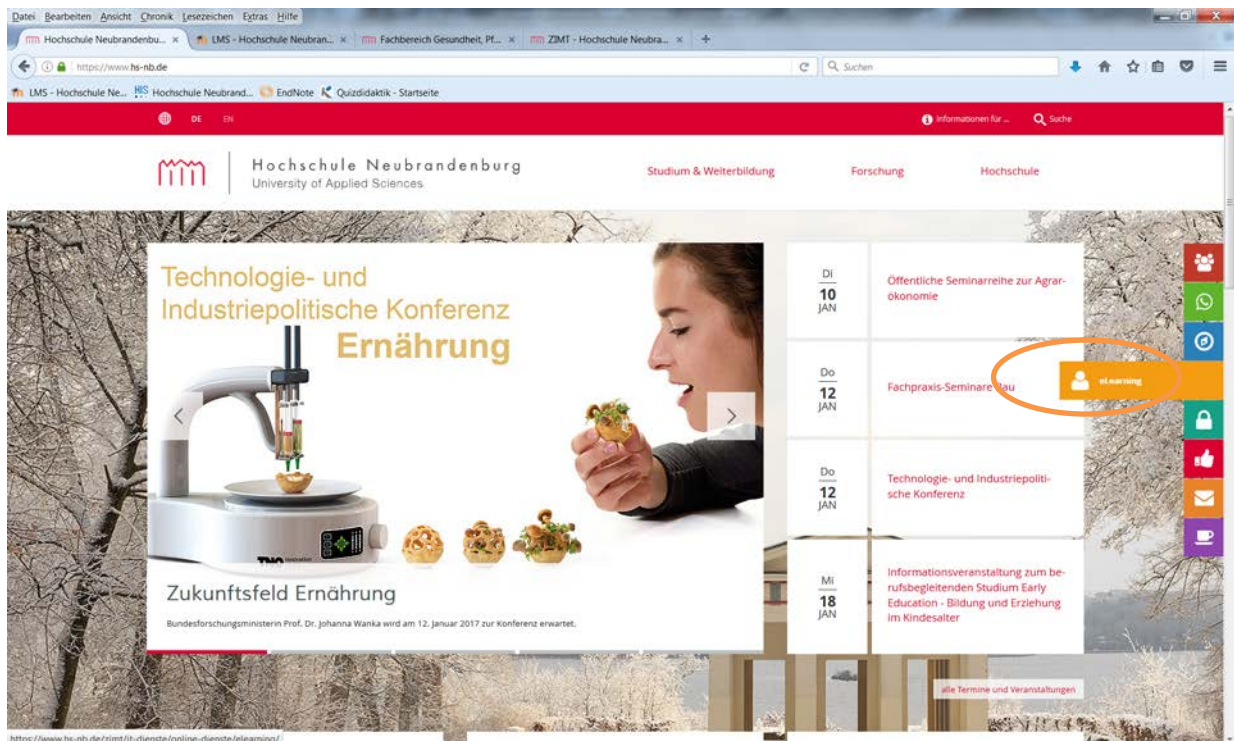 Datei Bearbeiten Ansicht Chronik Lesezeichen Extras Hilfe
Hochschule Neubrandenbu... × LMS - Hochschule Neubran... × Fachbereich Gesundheit, Pf... × ZIMT - Hochschule Neubra... × +
https://www.hs-nb.de
Suchen
LMS - Hochschule Ne... HIS Hochschule Neubrand... EndNote Quizdidaktik - Startseite
DE EN
Informationen für ... Suche
Hochschule Neubrandenburg
University of Applied Sciences
Studium & Weiterbildung Forschung Hochschule
Technologie- und
Industriepolitische Konferenz
Ernährung
TNO innovation
Zukunftsfeld Ernährung
Bundesforschungsministerin Prof. Dr. Johanna Wanka wird am 12. Januar 2017 zur Konferenz erwartet.
Di
10
JAN
Öffentliche Seminarreihe zur Agrar-
ökonomie
Do
12
JAN
Fachpraxis-Seminare Bau
eLearning
Do
12
JAN
Technologie- und Industriepoliti-
sche Konferenz
Mi
18
JAN
Informationsveranstaltung zum be-
rufsbegleitenden Studium Early
Education - Bildung und Erziehung
im Kindesalter
alle Termine und Veranstaltungen
https://www.hs-nb.de/zimt/it-dienste/online-dienste/elearning/